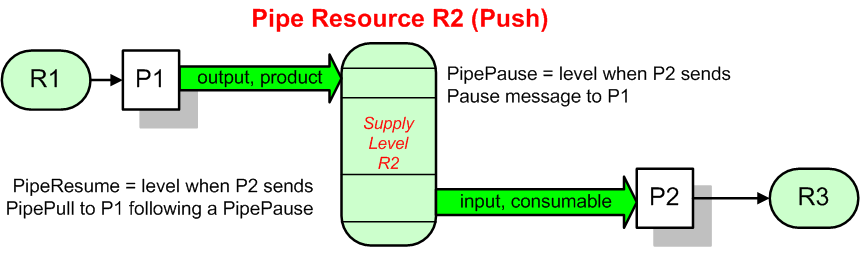 Pipe Resource R2 (Push)
R1
P1
output, product
PipePause = level when P2 sends
Pause message to P1
Supply
Level
R2
PipeResume = level when P2 sends
PipePull to P1 following a PipePause
input, consumable
P2
R3